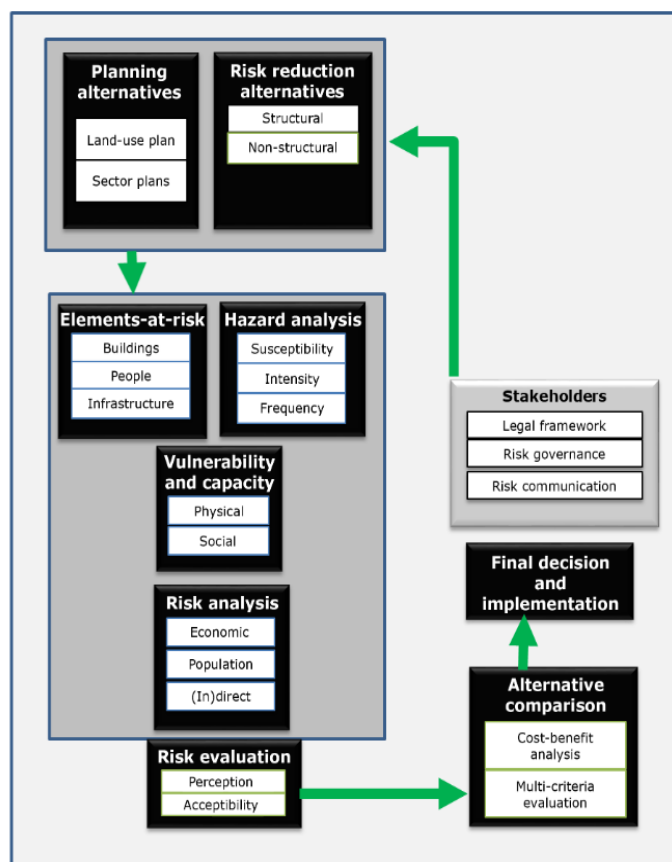 Planning
alternatives
Land-use plan
Sector plans
Risk reduction
alternatives
Structural
Non-structural
Elements-at-risk
Buildings
People
Infrastructure
Hazard analysis
Susceptibility
Intensity
Frequency
Vulnerability
and capacity
Physical
Social
Risk analysis
Economic
Population
(In)direct
Risk evaluation
Perception
Acceptibility
Stakeholders
Legal framework
Risk governance
Risk communication
Final decision
and
implementation
Alternative
comparison
Cost-benefit
analysis
Multi-criteria
evaluation